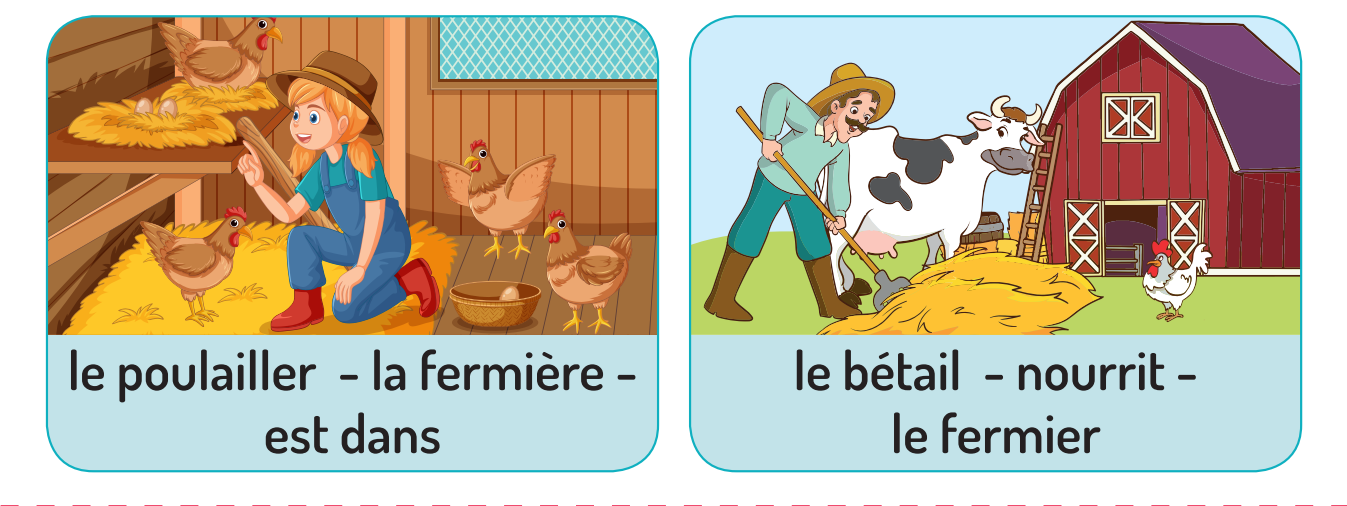 le poulailler - la fermière -
est dans
le bétail - nourrit -
le fermier